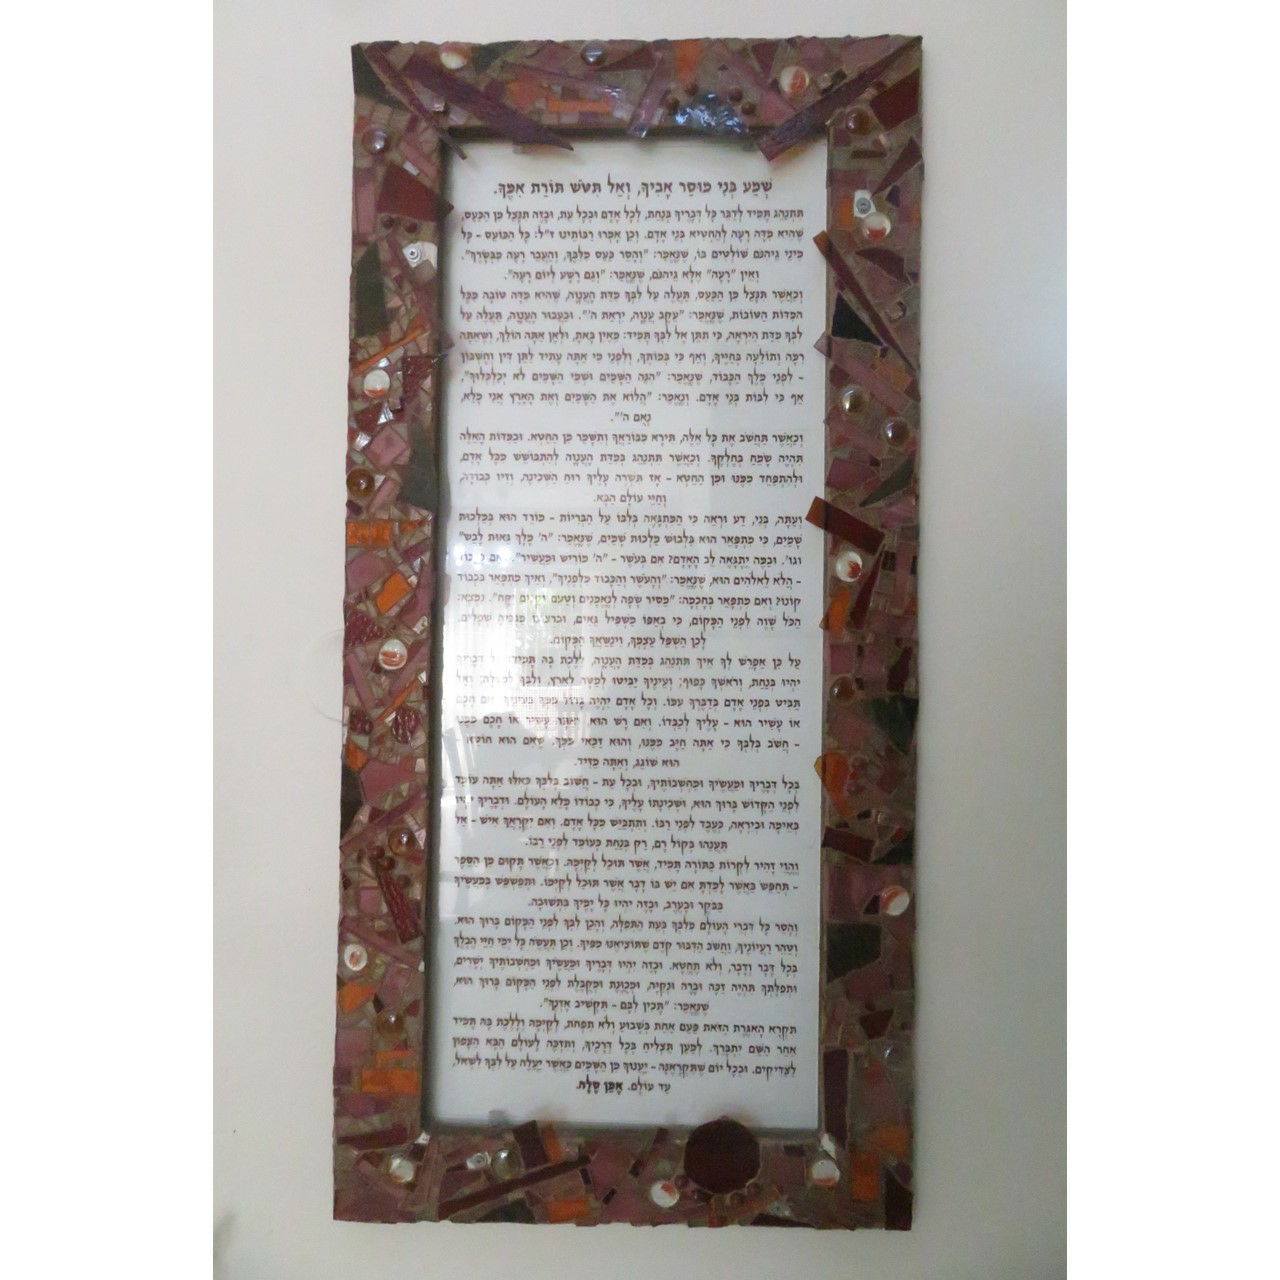 שְׁמַע בְּנִי מוּסַר אָבִיךָ, וְאַל תִּטֹּשׁ תּוֹרַת אִמֶּךָ.
תִּתְנַהֵג תָּמִיד לְדַבֵּר כָּל דְּבָרֶיךָ בְּנַחַת, לְכָל אָדָם וּבְכָל עֵת, וּבָזֶה תִּנָּצֵל מִן הַכַּעַס,
שֶׁהִיא מִדָּה רָעָה לְהַחְטִיא בְּנֵי אָדָם. וְכֵן אָמְרוּ רַבּוֹתֵינוּ ז"ל: כָּל הַכּוֹעֵס - כָּל
מִינֵי גֵיהִנֹּם שׁוֹלְטִים בּוֹ, שֶׁנֶּאֱמַר: "וְהָסֵר כַּעַס מִלִּבֶּךָ, וְהַעֲבֵר רָעָה מִבְּשָׂרֶךָ".
וְאֵין "רָעָה" אֶלָּא גֵיהִנֹּם, שֶׁנֶּאֱמַר: "וְגַם רָשָׁע לְיוֹם רָעָה".
וְכַאֲשֶׁר תִּנָּצֵל מִן הַכַּעַס, תַּעֲלֶה עַל לִבְּךָ מִדַּת הָעֲנָוָה, שֶׁהִיא מִדָּה טוֹבָה מִכָּל
הַמִּדּוֹת הַטּוֹבוֹת, שֶׁנֶּאֱמַר: "עֵקֶב עֲנָוָה, יִרְאַת ה'". וּבַעֲבוּר הָעֲנָוָה, תַּעֲלֶה עַל
לִבְּךָ מִדַּת הַיִּרְאָה, כִּי תִתֵּן אֶל לִבְּךָ תָּמִיד: מֵאַיִן בָּאתָ, וּלְאָן אַתָּה הוֹלֵךְ, וְשֶׁאַתָּה
רִמָּה וְתוֹלֵעָה בְּחַיֶּיךָ, וְאַף כִּי בְּמוֹתָךְ, וְלִפְנֵי מִי אַתָּה עָתִיד לִתֵּן דִּין וְחֶשְׁבּוֹן
- לִפְנֵי מֶלֶךְ הַכָּבוֹד, שֶׁנֶּאֱמַר: "הִנֵּה הַשָּׁמַיִם וּשְׁמֵי הַשָּׁמַיִם לֹא יְכַלְכְּלוּךָ",
אַף כִּי לִבּוֹת בְּנֵי אָדָם. וְנֶאֱמַר: "הֲלוֹא אֶת הַשָּׁמַיִם וְאֶת הָאָרֶץ אֲנִי מָלֵא,
נְאֻם ה'".
וְכַאֲשֶׁר תַּחֲשֹׁב אֶת כָּל אֵלֶּה, תִּירָא מִבּוֹרַאֲךָ וְתִשָּׁמֵר מִן הַחֵטְא. וּבַמִּדּוֹת הָאֵלֶּה
תִּהְיֶה שָׂמֵחַ בְּחֶלְקֶךָ. וְכַאֲשֶׁר תִּתְנַהֵג בְּמִדַּת הָעֲנָוָה לְהִתְבּוֹשֵׁשׁ מִכָּל אָדָם,
וּלְהִתְפַּחֵד מִמֶּנּוּ וּמִן הַחֵטְא - אָז תִּשְׁרֶה עָלֶיךָ רוּחַ הַשְּׁכִינָה, וְזִיו כְּבוֹדָהּ,
וְחַיֵּי עוֹלָם הַבָּא.
וְעַתָּה, בְּנִי, דַּע וּרְאֵה כִּי הַמִּתְגָּאֶה בְּלִבּוֹ עַל הַבְּרִיּוֹת - מוֹרֵד הוּא בְּמַלְכוּת
שָׁמַיִם, כִּי מִתְפָּאֵר הוּא בִּלְבוּשׁ מַלְכוּת שָׁמַיִם, שֶׁנֶּאֱמַר: "ה' מָלָךְ גֵּאוּת לָבֵשׁ"
וגו'. וּבַמֶּה יִתְגָּאֶה לֵב הָאָדָם? אִם בְּעֹשֶׁר - "ה' מוֹרִישׁ וּמַעֲשִׁיר".
- הֲלֹא לֵאלֹהִים הוּא, שֶׁנֶּאֱמַר: "וְהָעֹשֶׁר וְהַכָּבוֹד מִלְּפָנֶיךָ", וְאֵיךְ מִתְפָּאֵר בִּכְבוֹד
קוֹנוֹ? וְאִם מִתְפָּאֵר בְּחָכְמָה: "מֵסִיר שָׂפָה לְנֶאֱמָנִים וְטַעַם זְקֵנִים יִקָּח". נִמְצָא:
הַכֹּל שָׁוֶה לִפְנֵי הַמָּקוֹם, כִּי בְאַפּוֹ מַשְׁפִּיל גֵּאִים, וּבִרְצוֹנוֹ מַגְבִּיהַּ שְׁפָלִים.
לָכֵן הַשְׁפֵּל עַצְמְךָ, וִינַשַּׂאֲךָ הַמָּקוֹם.
עַל כֵּן אֲפָרֵשׁ לְךָ אֵיךְ תִּתְנַהֵג בְּמִדַּת הָעֲנָוָה, לָלֶכֶת בָּהּ תָּמִיד: דְּבָרֶיךָ
יִהְיוּ בְּנַחַת, וְרֹאשְׁךָ כָּפוּף; וְעֵינֶיךָ יַבִּיטוּ לְמַטָּה לָאָרֶץ, וְלִבְּךָ לְמַעְלָה; וְאַל
תַּבִּיט בִּפְנֵי אָדָם בְּדַבֶּרְךָ עִמּוֹ. וְכָל אָדָם יִהְיֶה גָּדוֹל מִמְּךָ בְּעֵינֶיךָ. אִם חָכָם
אוֹ עָשִׁיר הוּא - עָלֶיךָ לְכַבְּדוֹ. וְאִם רָשׁ הוּא, וְאַתָּה עָשִׁיר אוֹ חָכָם מִמֶּנּוּ
- חֲשֹׁב בְּלִבְּךָ כִּי אַתָּה חַיָּב מִמֶּנּוּ, וְהוּא זַכַּאי מִמְּךָ. שֶׁאִם הוּא חוֹטֵא -
הוּא שׁוֹגֵג, וְאַתָּה מֵזִיד.
בְּכָל דְּבָרֶיךָ וּמַעֲשֶׂיךָ וּמַחְשְׁבוֹתֶיךָ, וּבְכָל עֵת - חֲשׁוֹב בְּלִבְּךָ כְּאִלּוּ אַתָּה עוֹמֵד
לִפְנֵי הַקָּדוֹשׁ בָּרוּךְ הוּא, וּשְׁכִינָתוֹ עָלֶיךָ, כִּי כְבוֹדוֹ מָלֵא הָעוֹלָם. וּדְבָרֶיךָ יִהְיוּ
בְּאֵימָה וּבְיִרְאָה, כְּעֶבֶד לִפְנֵי רַבּוֹ. וְתִתְבַּיֵּשׁ מִכָּל אָדָם. וְאִם יִקְרָאֲךָ אִישׁ - אַל
תַּעֲנֵהוּ בְּקוֹל רָם, רַק בְּנַחַת כְּעוֹמֵד לִפְנֵי רַבּוֹ.
וֶהֱוֵי זָהִיר לִקְרוֹת בַּתּוֹרָה תָּמִיד, אֲשֶׁר תּוּכַל לְקַיְּמָהּ. וְכַאֲשֶׁר תָּקוּם מִן הַסֵּפֶר
- תְּחַפֵּשׂ בַּאֲשֶׁר לָמַדְתָּ אִם יֵשׁ בּוֹ דָבָר אֲשֶׁר תּוּכַל לְקַיְּמוֹ. וּתְפַשְׁפֵּשׁ בְּמַעֲשֶׂיךָ
בַּבֹּקֶר וּבָעֶרֶב, וּבָזֶה יִהְיוּ כָּל יָמֶיךָ בִּתְשׁוּבָה.
וְהָסֵר כָּל דִּבְרֵי הָעוֹלָם מִלִּבְּךָ בְּעֵת הַתְּפִלָּה, וְהָכֵן לִבְּךָ לִפְנֵי הַמָּקוֹם בָּרוּךְ הוּא.
וְטַהֵר רַעְיוֹנֶיךָ, וַחֲשֹׁב הַדִּבּוּר קֹדֶם שֶׁתּוֹצִיאֶנּוּ מִפִּיךָ. וְכֵן תַּעֲשֶׂה כָּל יְמֵי חַיֵּי הֶבְלֶךָ
בְּכָל דָּבָר וְדָבָר, וְלֹא תֶחֱטָא. וּבָזֶה יִהְיוּ דְּבָרֶיךָ וּמַעֲשֶׂיךָ וּמַחְשְׁבוֹתֶיךָ יְשָׁרִים,
וּתְפִלָּתְךָ תִּהְיֶה זַכָּה וּבָרָה וּנְקִיָּה, וּמְכֻוֶּנֶת וּמְקֻבֶּלֶת לִפְנֵי הַמָּקוֹם בָּרוּךְ הוּא,
שֶׁנֶּאֱמַר: "תָּכִין לִבָּם - תַּקְשִׁיב אָזְנֶךָ".
תִּקְרָא הָאִגֶּרֶת הַזֹּאת פַּעַם אַחַת בְּשָׁבוּעַ וְלֹא תִפְחֹת, לְקַיְּמָהּ וְלָלֶכֶת בָּהּ תָּמִיד
אַחַר הַשֵּׁם יִתְבָּרַךְ. לְמַעַן תַּצְלִיחַ בְּכָל דְּרָכֶיךָ, וְתִזְכֶּה לָעוֹלָם הַבָּא הַצָּפוּן
לַצַּדִּיקִים. וּבְכָל יוֹם שֶׁתִּקְרָאֶנָּה - יַעֲנוּךָ מִן הַשָּׁמַיִם כַּאֲשֶׁר יַעֲלֶה עַל לִבְּךָ לִשְׁאֹל,
עַד עוֹלָם. אָמֵן סֶלָה.